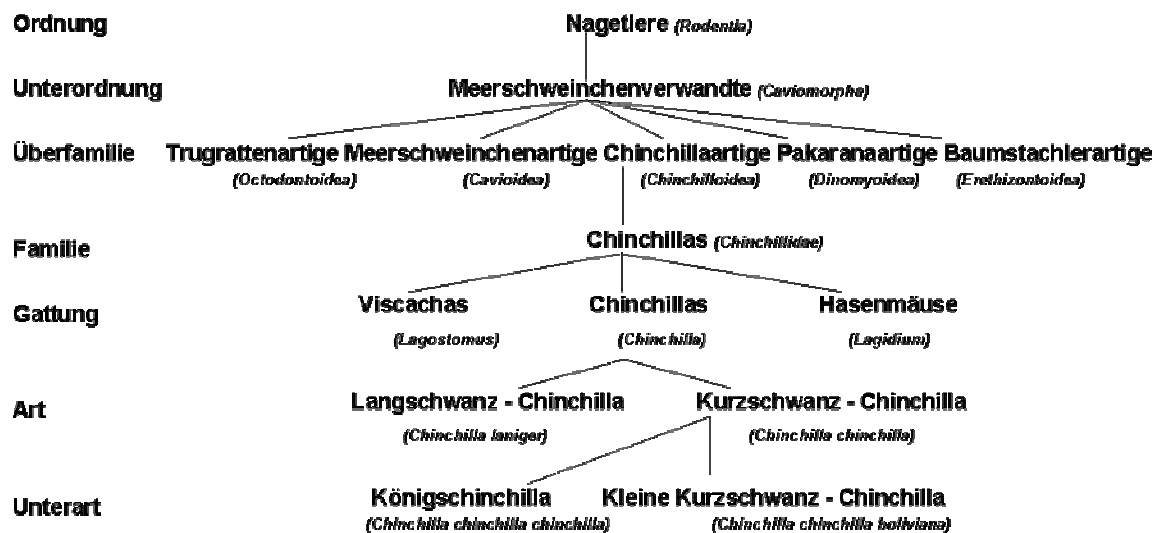 Ordnung Nagetiere (Rodentia)
Unterordnung Meerschweinchenverwandte (Caviomorpha)
Überfamilie Trugrattenartige Meerschweinchenartige Chinchillaartige Pakaranaartige Baumstachlerartige
(Octodontoidea) (Cavioidea) (Chinchilloidea) (Dinomyoidea) (Erethizontoidea)
Familie Chinchillas (Chinchillidae)
Gattung Viscachas Chinchillas Hasenmäuse
(Lagostomus) (Chinchilla) (Lagidium)
Art Langschwanz - Chinchilla Kurzschwanz - Chinchilla
(Chinchilla laniger) (Chinchilla chinchilla)
Unterart Königschinchilla Kleine Kurzschwanz - Chinchilla
(Chinchilla chinchilla chinchilla) (Chinchilla chinchilla boliviana)